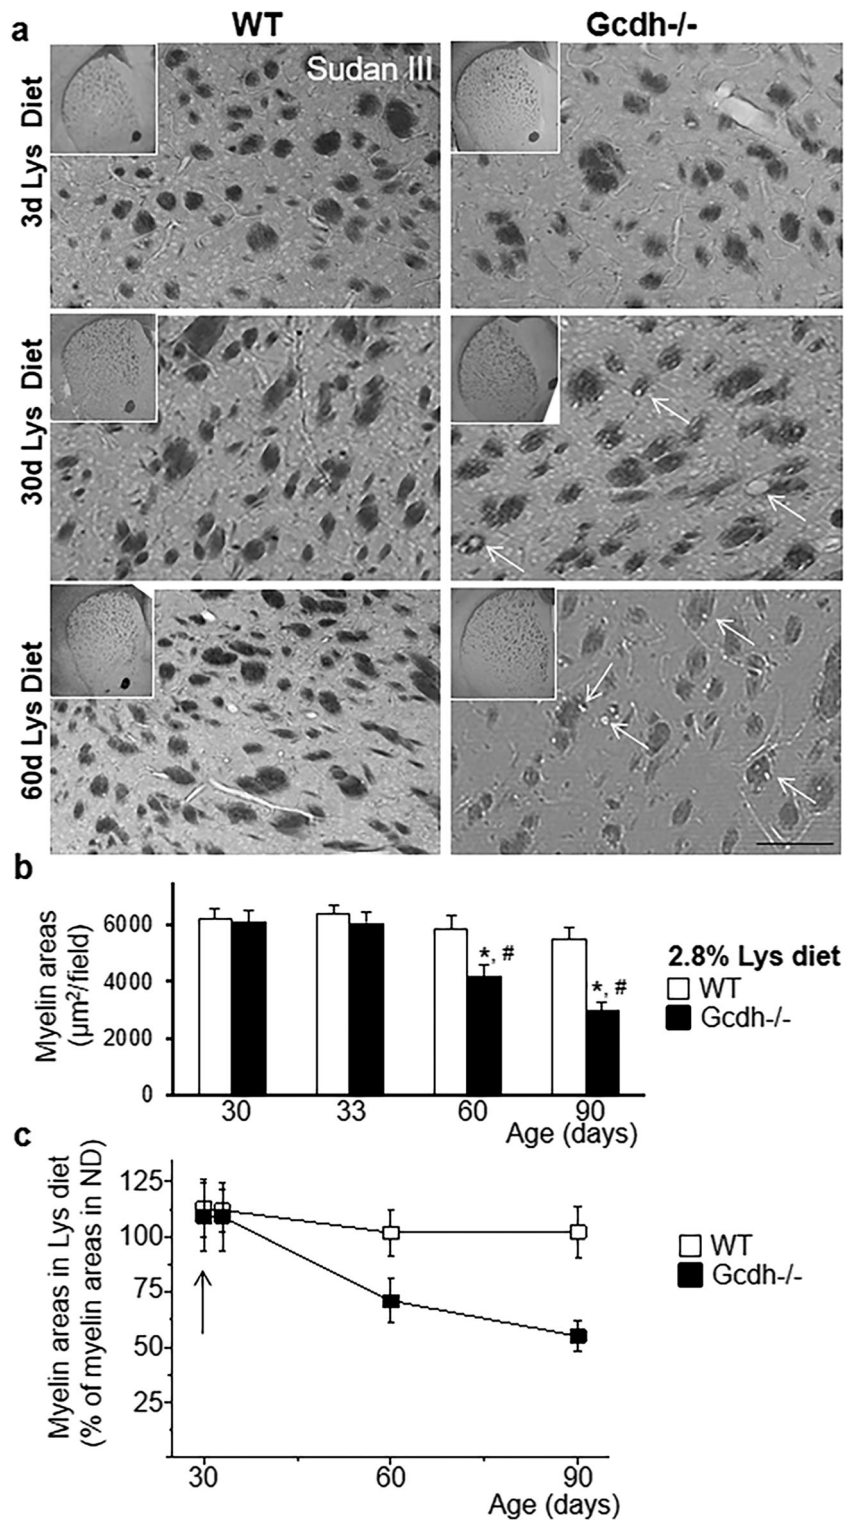 a
WT
Gcdh-/-
3d Lys Diet
Sudan III
30d Lys Diet
60d Lys Diet
b
Myelin areas
(µm²/field)
6000
4000
2000
0
*, #
*, #
30
33
60
90
Age (days)
2.8% Lys diet
WT
Gcdh-/-
c
Myelin areas in Lys diet
(% of myelin areas in ND)
125
100
75
50
25
30
60
90
Age (days)
WT
Gcdh-/-